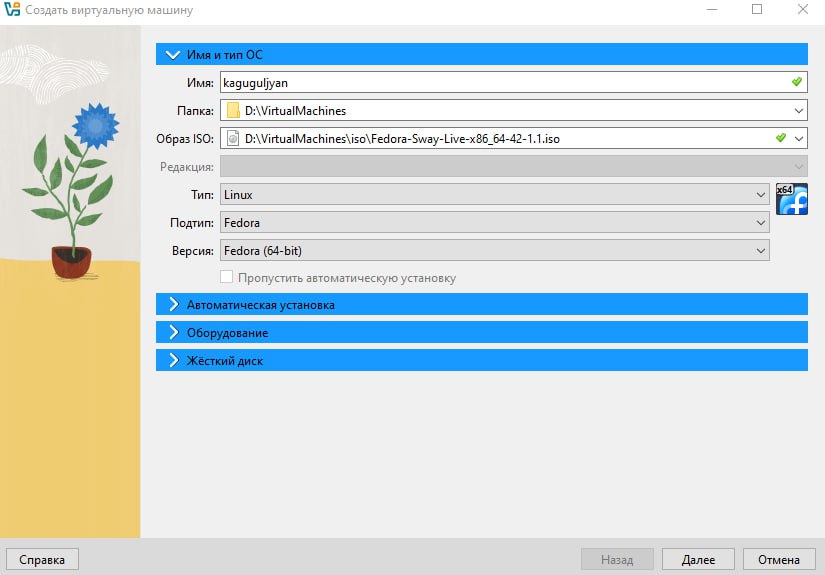 Создать виртуальную машину
Имя и тип ОС
Имя: kaguguljyan
Папка: D:\VirtualMachines
Образ ISO: D:\VirtualMachines\iso\Fedora-Sway-Live-x86_64-42-1.1.iso
Редакция:
Тип: Linux
x64
Подтип: Fedora
Версия: Fedora (64-bit)
Пропустить автоматическую установку
Автоматическая установка
Оборудование
Жёсткий диск
Справка Назад Далее Отмена